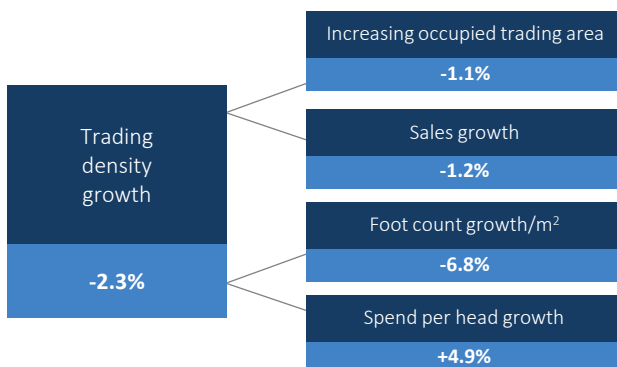 Trading
density
growth
-2.3%
Increasing occupied trading area
-1.1%
Sales growth
-1.2%
Foot count growth/m²
-6.8%
Spend per head growth
+4.9%